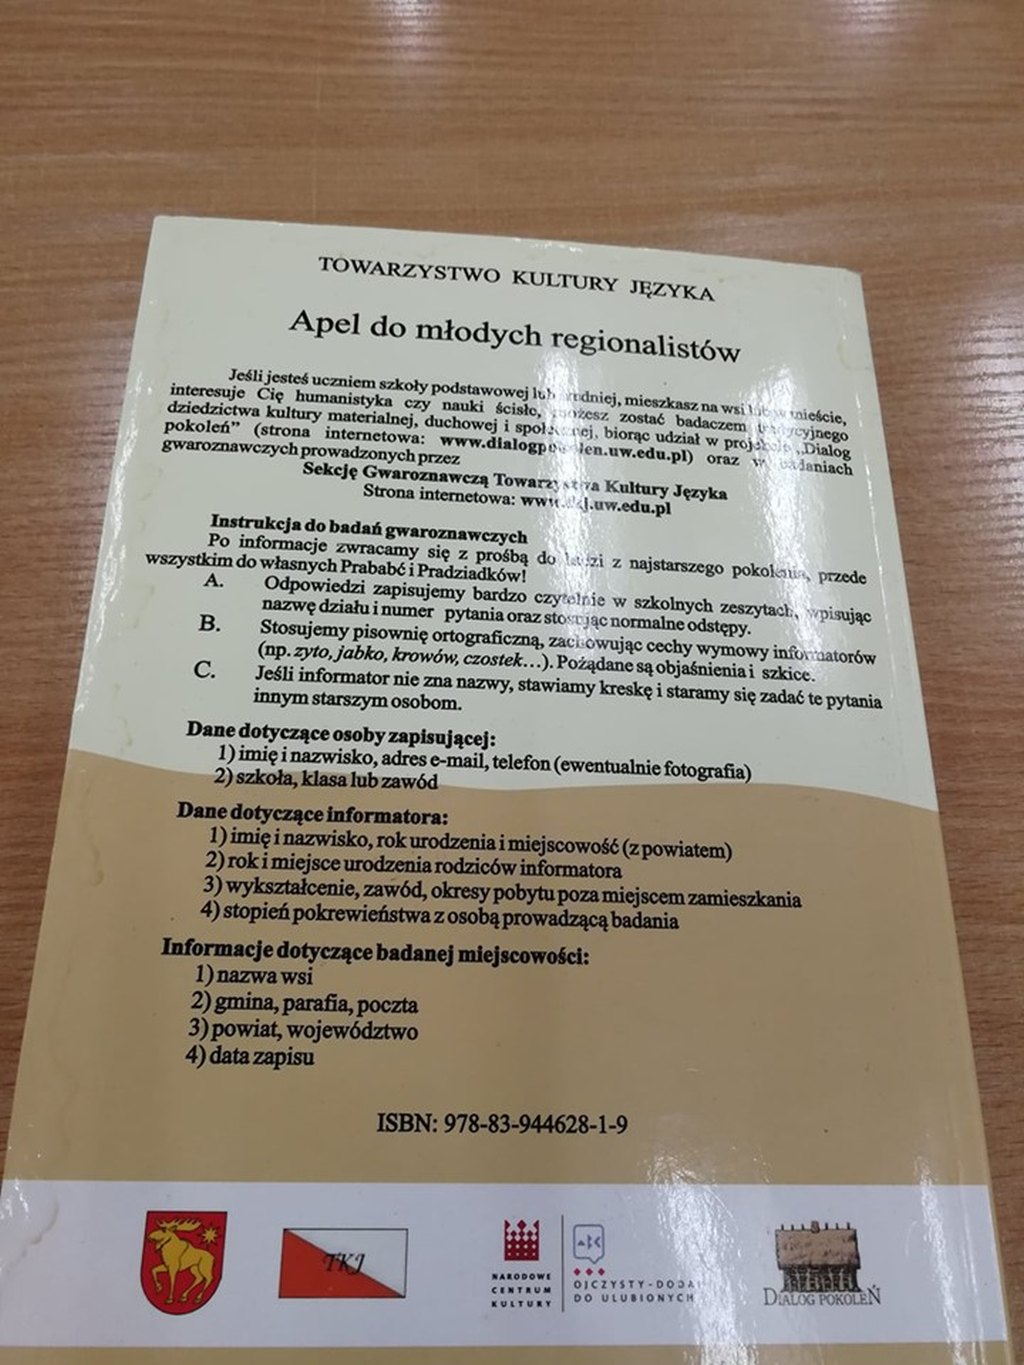 TOWARZYSTWO KULTURY JĘZYKA
Apel do młodych regionalistów
Jeśli jesteś uczniem szkoły podstawowej lub średniej, mieszkasz na wsi lub w mieście,
interesuje Cię humanistyka czy nauki ścisłe, możesz zostać badaczem tradycyjnego
dziedzictwa kultury materialnej, duchowej i społecznej, biorąc udział w projekcie „Dialog
pokoleń” (strona internetowa: www.dialogpokolen.uw.edu.pl) oraz w badaniach
gwaroznawczych prowadzonych przez
Sekcję Gwaroznawczą Towarzystwa Kultury Języka
Strona internetowa: www.tkj.uw.edu.pl
Instrukcja do badań gwaroznawczych
Po informacje zwracamy się z prośbą do ludzi z najstarszego pokolenia, przede
wszystkim do własnych Prababć i Pradziadków!
A. Odpowiedzi zapisujemy bardzo czytelnie w szkolnych zeszytach, wpisując
nazwę działu i numer pytania oraz stosując normalne odstępy.
B. Stosujemy pisownię ortograficzną, zachowując cechy wymowy informatorów
(np. zyto, jabko, krowów, czostek...). Pożądane są objaśnienia i szkice.
C. Jeśli informator nie zna nazwy, stawiamy kreskę i staramy się zadać te pytania
innym starszym osobom.
Dane dotyczące osoby zapisującej:
1) imię i nazwisko, adres e-mail, telefon (ewentualnie fotografia)
2) szkoła, klasa lub zawód
Dane dotyczące informatora:
1) imię i nazwisko, rok urodzenia i miejscowość (z powiatem)
2) rok i miejsce urodzenia rodziców informatora
3) wykształcenie, zawód, okresy pobytu poza miejscem zamieszkania
4) stopień pokrewieństwa z osobą prowadzącą badania
Informacje dotyczące badanej miejscowości:
1) nazwa wsi
2) gmina, parafia, poczta
3) powiat, województwo
4) data zapisu
ISBN: 978-83-944628-1-9
TKJ
NARODOWE
CENTRUM
KULTURY
ABC
OJCZYSTY-DODAJ
DO ULUBIONYCH
DIALOG POKOLEŃ